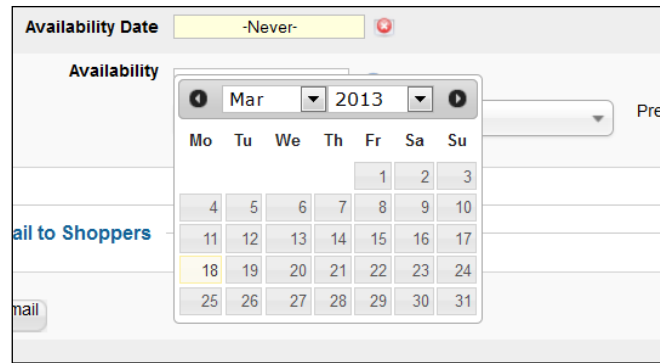 Availability Date -Never-
Availability
Mar 2013
Pre
Mo Tu We Th Fr Sa Su
1 2 3
4 5 6 7 8 9 10
11 12 13 14 15 16 17
ail to Shoppers
18 19 20 21 22 23 24
25 26 27 28 29 30 31
mail